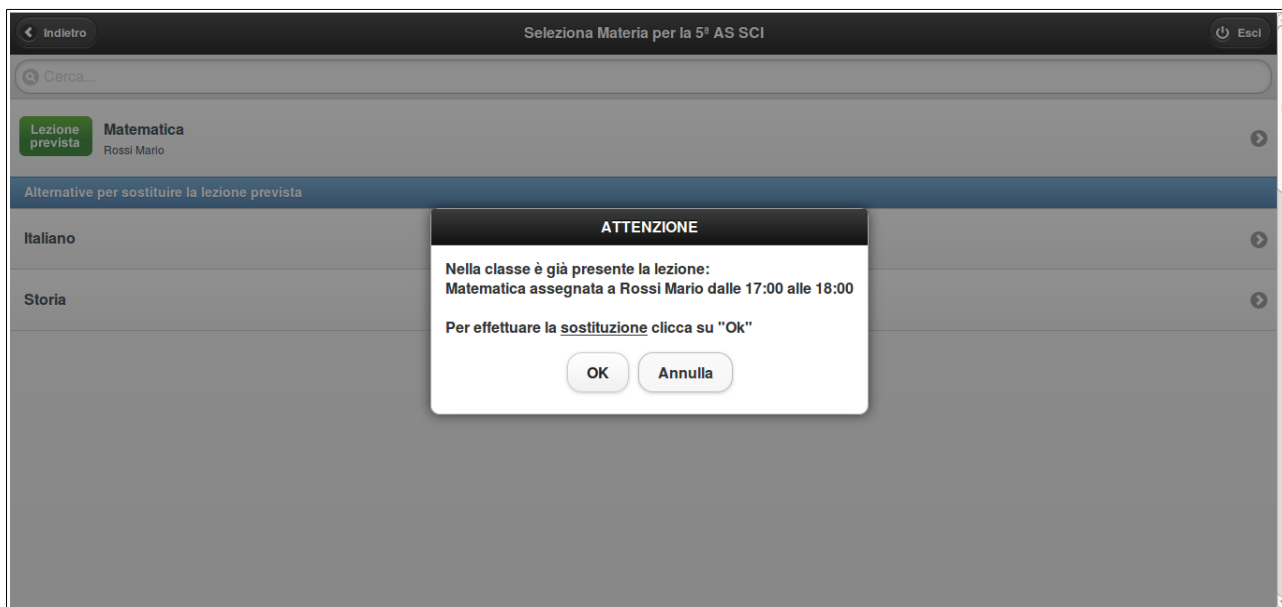 Indietro
Seleziona Materia per la 5ª AS SCI
Esci
Cerca...
Lezione
prevista
Matematica
Rossi Mario
Alternative per sostituire la lezione prevista
Italiano
Storia
ATTENZIONE
Nella classe è già presente la lezione:
Matematica assegnata a Rossi Mario dalle 17:00 alle 18:00
Per effettuare la sostituzione clicca su "Ok"
OK
Annulla